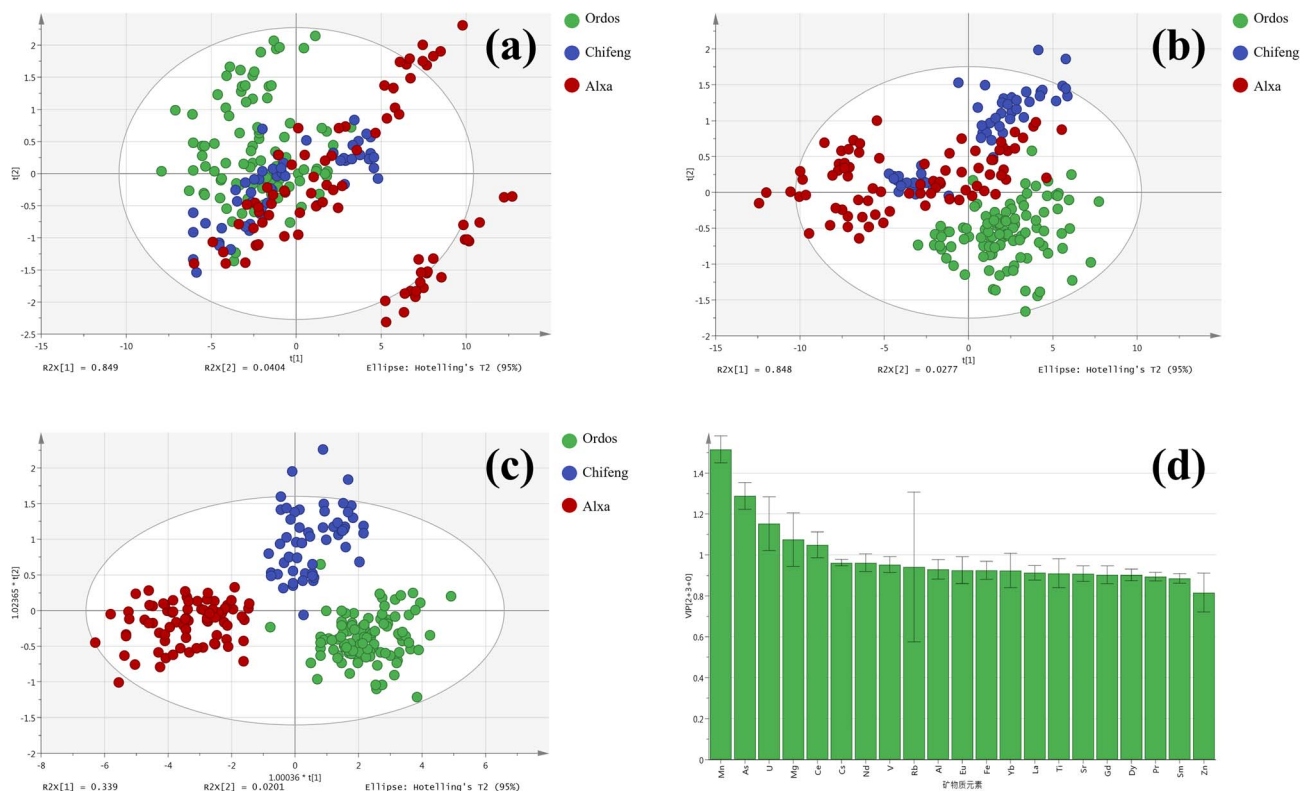 (a)
Ordos
Chifeng
Alxa
t[2]
2
1.5
1
0.5
0
-0.5
-1
-1.5
-2
-2.5
-15
-10
-5
0
5
10
15
t[1]
R2X[1] = 0.849
R2X[2] = 0.0404
Ellipse: Hotelling's T2 (95%)
(b)
Ordos
Chifeng
Alxa
t[2]
2
1.5
1
0.5
0
-0.5
-1
-1.5
-2
-15
-10
-5
0
5
10
15
t[1]
R2X[1] = 0.848
R2X[2] = 0.0277
Ellipse: Hotelling's T2 (95%)
(c)
Ordos
Chifeng
Alxa
1.02365 * t[2]
2
1.5
1
0.5
0
-0.5
-1
-1.5
-2
-8
-6
-4
-2
0
2
4
6
1.00036 * t[1]
R2X[1] = 0.339
R2X[2] = 0.0201
Ellipse: Hotelling's T2 (95%)
(d)
VIP[2+3+0]
1.4
1.2
1
0.8
0.6
0.4
0.2
0
Mn
As
U
Mg
Ce
Cs
Nd
V
Rb
Al
Eu
Fe
Yb
La
Ti
Sr
Gd
Dy
Pr
Sm
Zn
矿物质元素